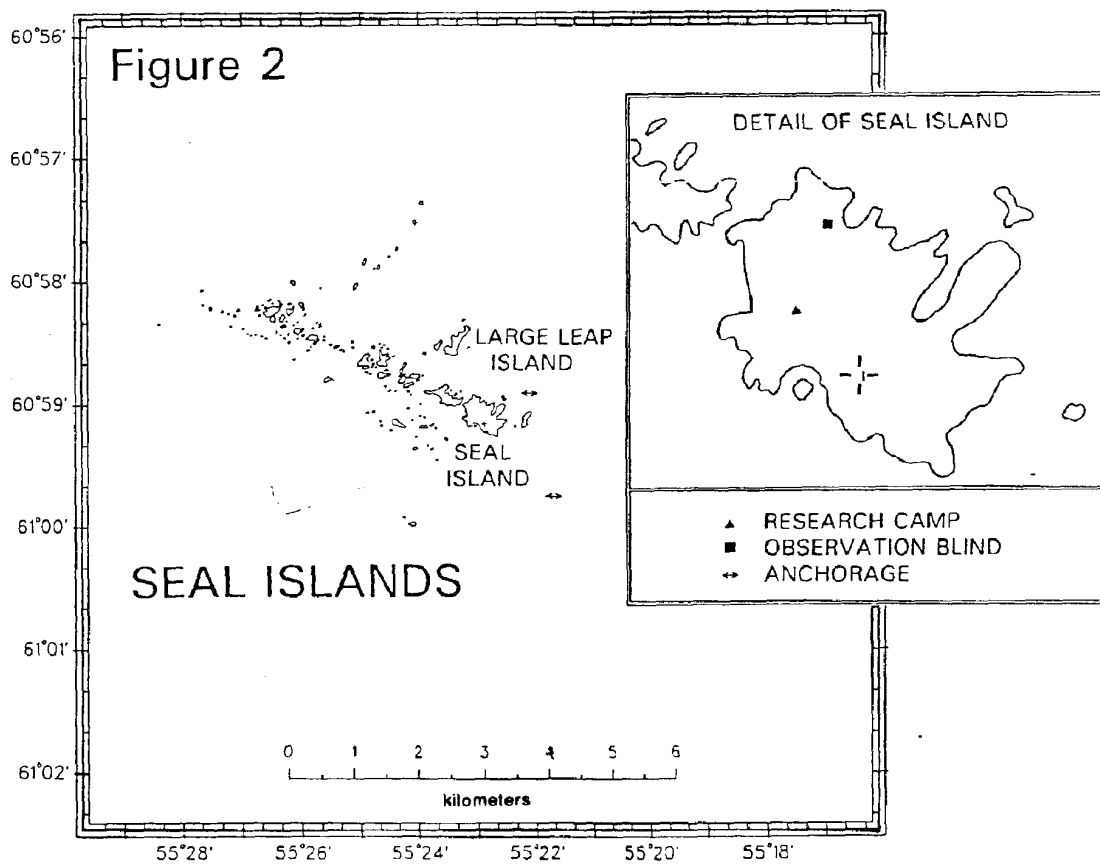 Figure 2
60°56'
60°57'
60°58'
60°59'
61°00'
61°01'
61°02'
LARGE LEAP
ISLAND
SEAL
ISLAND
SEAL ISLANDS
0 1 2 3 4 5 6
kilometers
55°28' 55°26' 55°24' 55°22' 55°20' 55°18'
DETAIL OF SEAL ISLAND
RESEARCH CAMP
OBSERVATION BLIND
ANCHORAGE